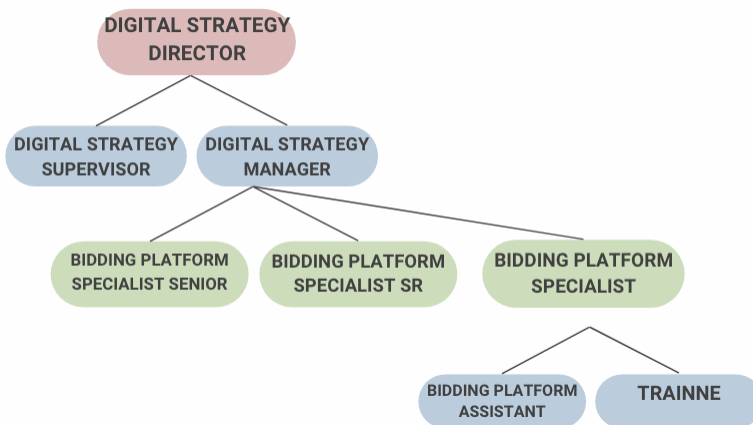 DIGITAL STRATEGY
DIRECTOR
DIGITAL STRATEGY
SUPERVISOR
DIGITAL STRATEGY
MANAGER
BIDDING PLATFORM
SPECIALIST SENIOR
BIDDING PLATFORM
SPECIALIST SR
BIDDING PLATFORM
SPECIALIST
BIDDING PLATFORM
ASSISTANT
TRAINNE